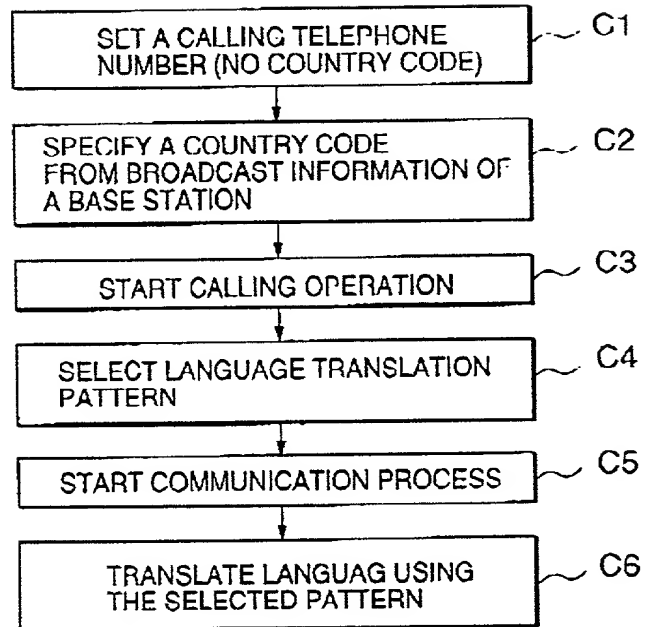 SET A CALLING TELEPHONE
NUMBER (NO COUNTRY CODE)
C1
SPECIFY A COUNTRY CODE
FROM BROADCAST INFORMATION OF
A BASE STATION
C2
START CALLING OPERATION
C3
SELECT LANGUAGE TRANSLATION
PATTERN
C4
START COMMUNICATION PROCESS
C5
TRANSLATE LANGUAG USING
THE SELECTED PATTERN
C6